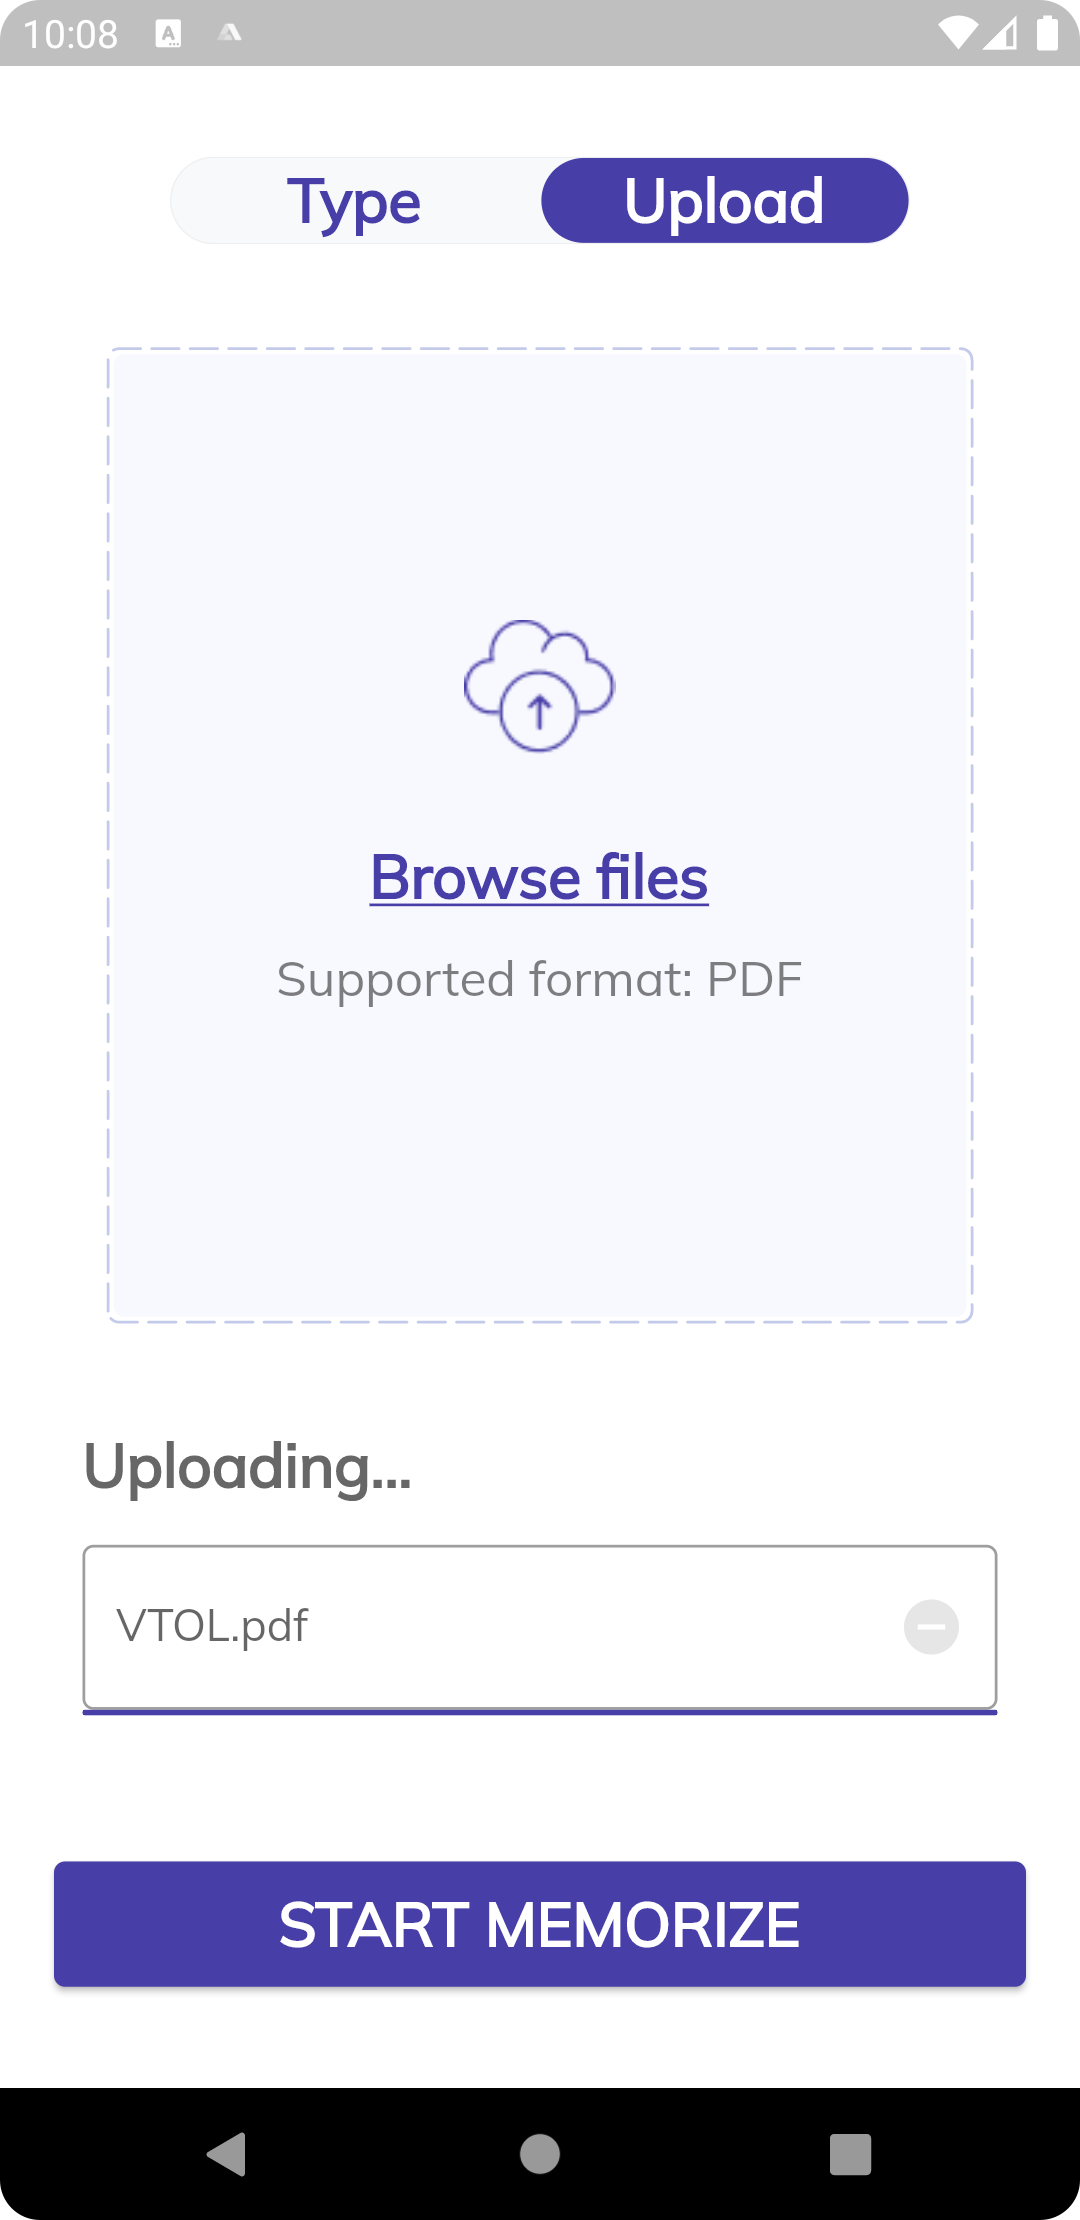 10:08
Type Upload
Browse files
Supported format: PDF
Uploading...
VTOL.pdf
START MEMORIZE